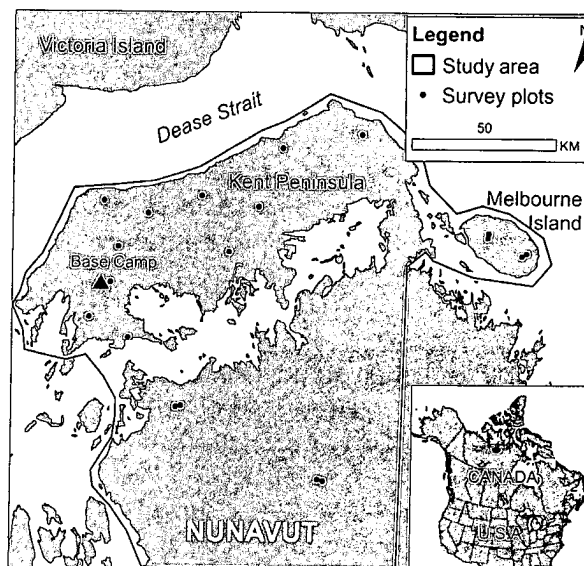 Victoria Island
Legend
Study area
Survey plots
50
KM
N
Dease Strait
Kent Peninsula
Melbourne
Island
Base Camp
NUNAVUT
CANADA
U.S.A